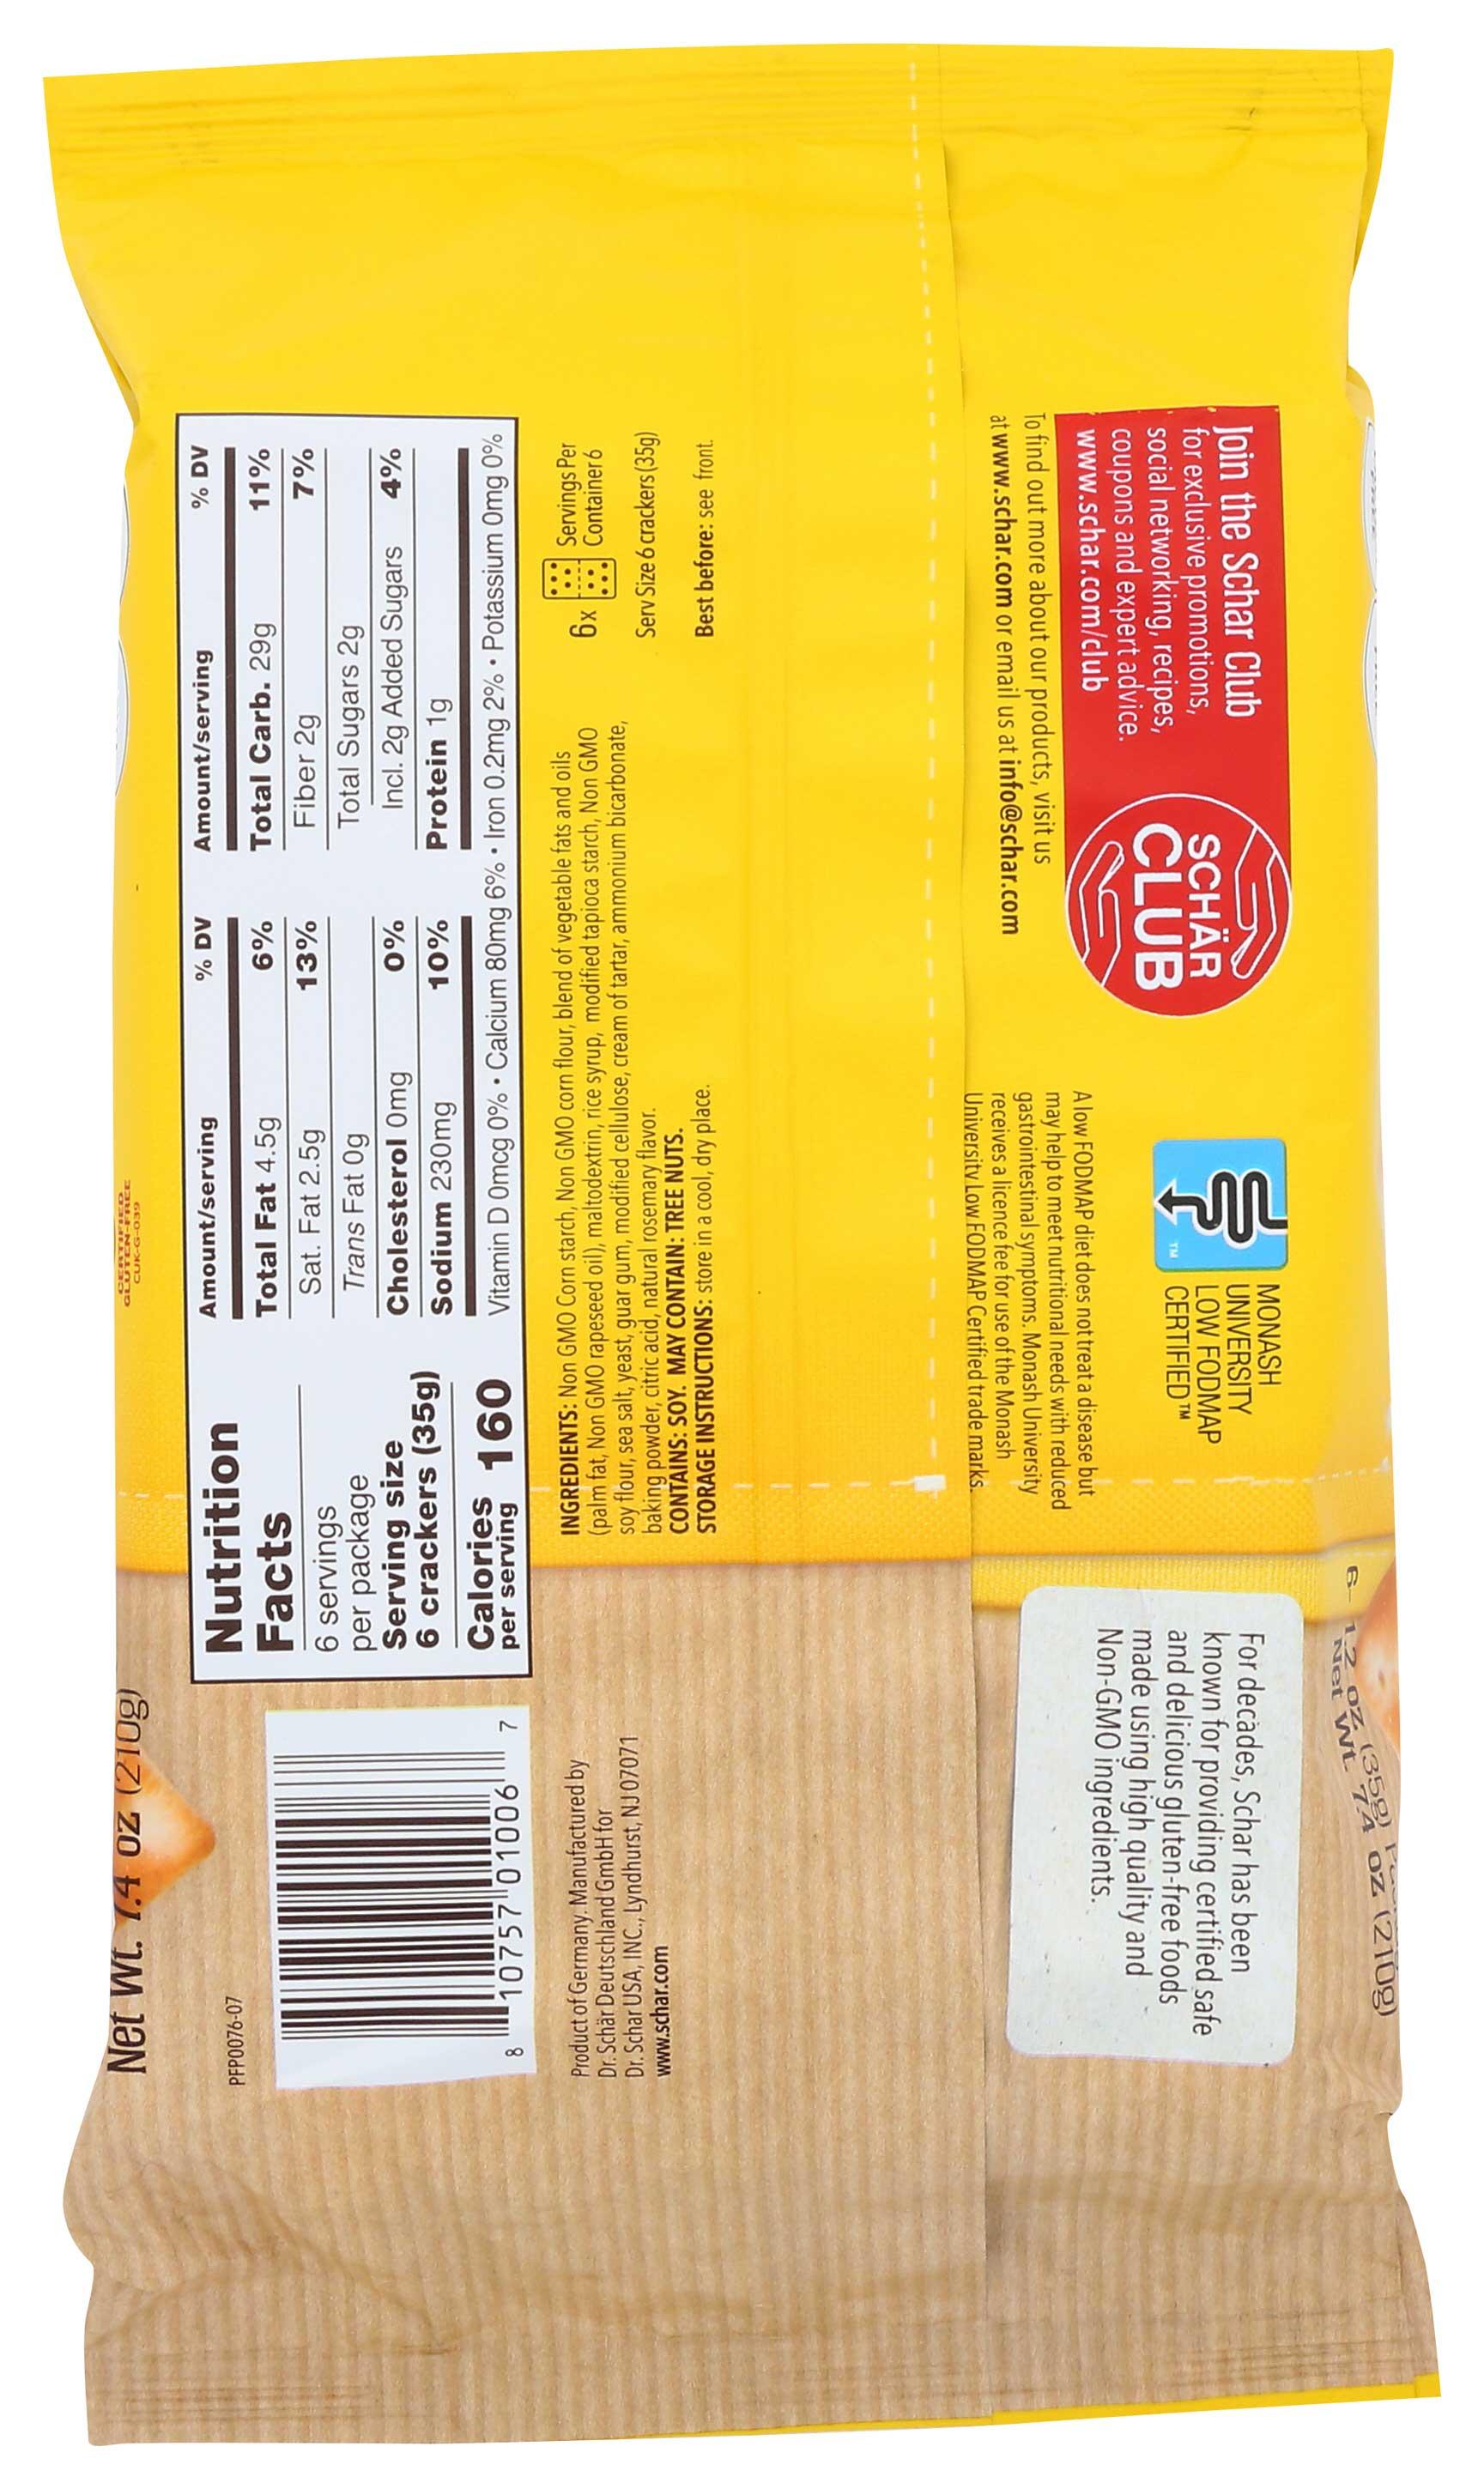 Net Wt. 7.4 oz (210g)
CERTIFIED
GLUTEN-FREE
CUK-G-039
PFP0076-07
8 10757 01006 7
Nutrition
Facts
6 servings
per package
Serving size
6 crackers (35g)
Calories 160
per serving
Amount/serving % DV
Total Fat 4.5g 6%
Sat. Fat 2.5g 13%
Trans Fat 0g
Cholesterol 0mg 0%
Sodium 230mg 10%
Amount/serving % DV
Total Carb. 29g 11%
Fiber 2g 7%
Total Sugars 2g
Incl. 2g Added Sugars 4%
Protein 1g
Vitamin D 0mcg 0% • Calcium 80mg 6% • Iron 0.2mg 2% • Potassium 0mg 0%
Product of Germany. Manufactured by
Dr. Schär Deutschland GmbH for
Dr. Schar USA, INC., Lyndhurst, NJ 07071
www.schar.com
INGREDIENTS: Non GMO Corn starch, Non GMO corn flour, blend of vegetable fats and oils
(palm fat, Non GMO rapeseed oil), maltodextrin, rice syrup, modified tapioca starch, Non GMO
soy flour, sea salt, yeast, guar gum, modified cellulose, cream of tartar, ammonium bicarbonate,
baking powder, citric acid, natural rosemary flavor.
CONTAINS: SOY. MAY CONTAIN: TREE NUTS.
STORAGE INSTRUCTIONS: store in a cool, dry place.
6x Servings Per
Container 6
Serv Size 6 crackers (35g)
Best before: see front.
Join the Schar Club
for exclusive promotions,
social networking, recipes,
coupons and expert advice.
www.schar.com/club
SCHÄR
CLUB
To find out more about our products, visit us
at www.schar.com or email us at info@schar.com
MONASH
UNIVERSITY
LOW FODMAP
CERTIFIED™
TM
A low FODMAP diet does not treat a disease but
may help to meet nutritional needs with reduced
gastrointestinal symptoms. Monash University
receives a licence fee for use of the Monash
University Low FODMAP Certified trade marks.
For decades, Schar has been
known for providing certified safe
and delicious gluten-free foods
made using high quality and
Non-GMO ingredients.
6- 1.2 oz (35g)
Net Wt. 7.4 oz (210g)